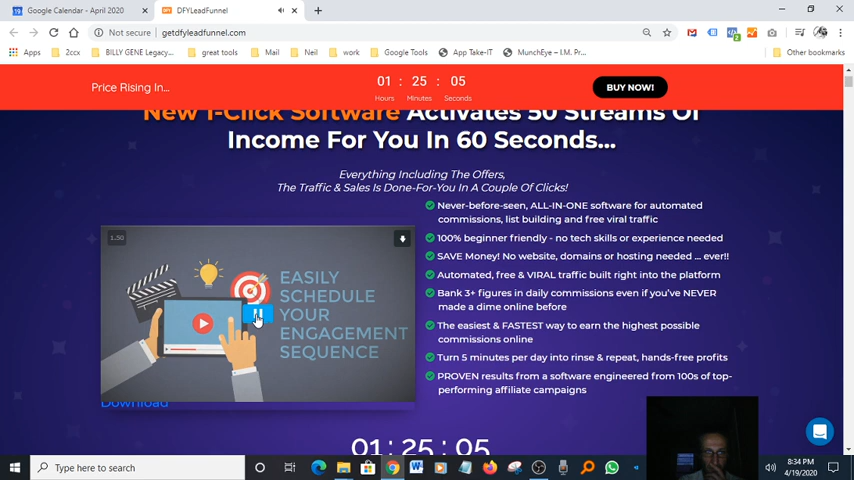 Google Calendar - April 2020
DFYLeadFunnel
Not secure
getdfyleadfunnel.com
Apps
2ccx
BILLY GENE Legacy...
great tools
Mail
Neil
work
Google Tools
App Take-IT
MunchEye – I.M. Pr...
Other bookmarks
Price Rising In...
01 : 25 : 05
Hours Minutes Seconds
BUY NOW!
New 1-Click Software Activates 50 Streams Of
Income For You In 60 Seconds...
Everything Including The Offers,
The Traffic & Sales Is Done-For-You In A Couple Of Clicks!
1.50
EASILY
SCHEDULE
YOUR
ENGAGEMENT
SEQUENCE
Download
Never-before-seen, ALL-IN-ONE software for automated
commissions, list building and free viral traffic
100% beginner friendly - no tech skills or experience needed
SAVE Money! No website, domains or hosting needed ... ever!!
Automated, free & VIRAL traffic built right into the platform
Bank 3+ figures in daily commissions even if you've NEVER
made a dime online before
The easiest & FASTEST way to earn the highest possible
commissions online
Turn 5 minutes per day into rinse & repeat, hands-free profits
PROVEN results from a software engineered from 100s of top-
performing affiliate campaigns
01 : 25 : 05
Type here to search
8:34 PM
4/19/2020